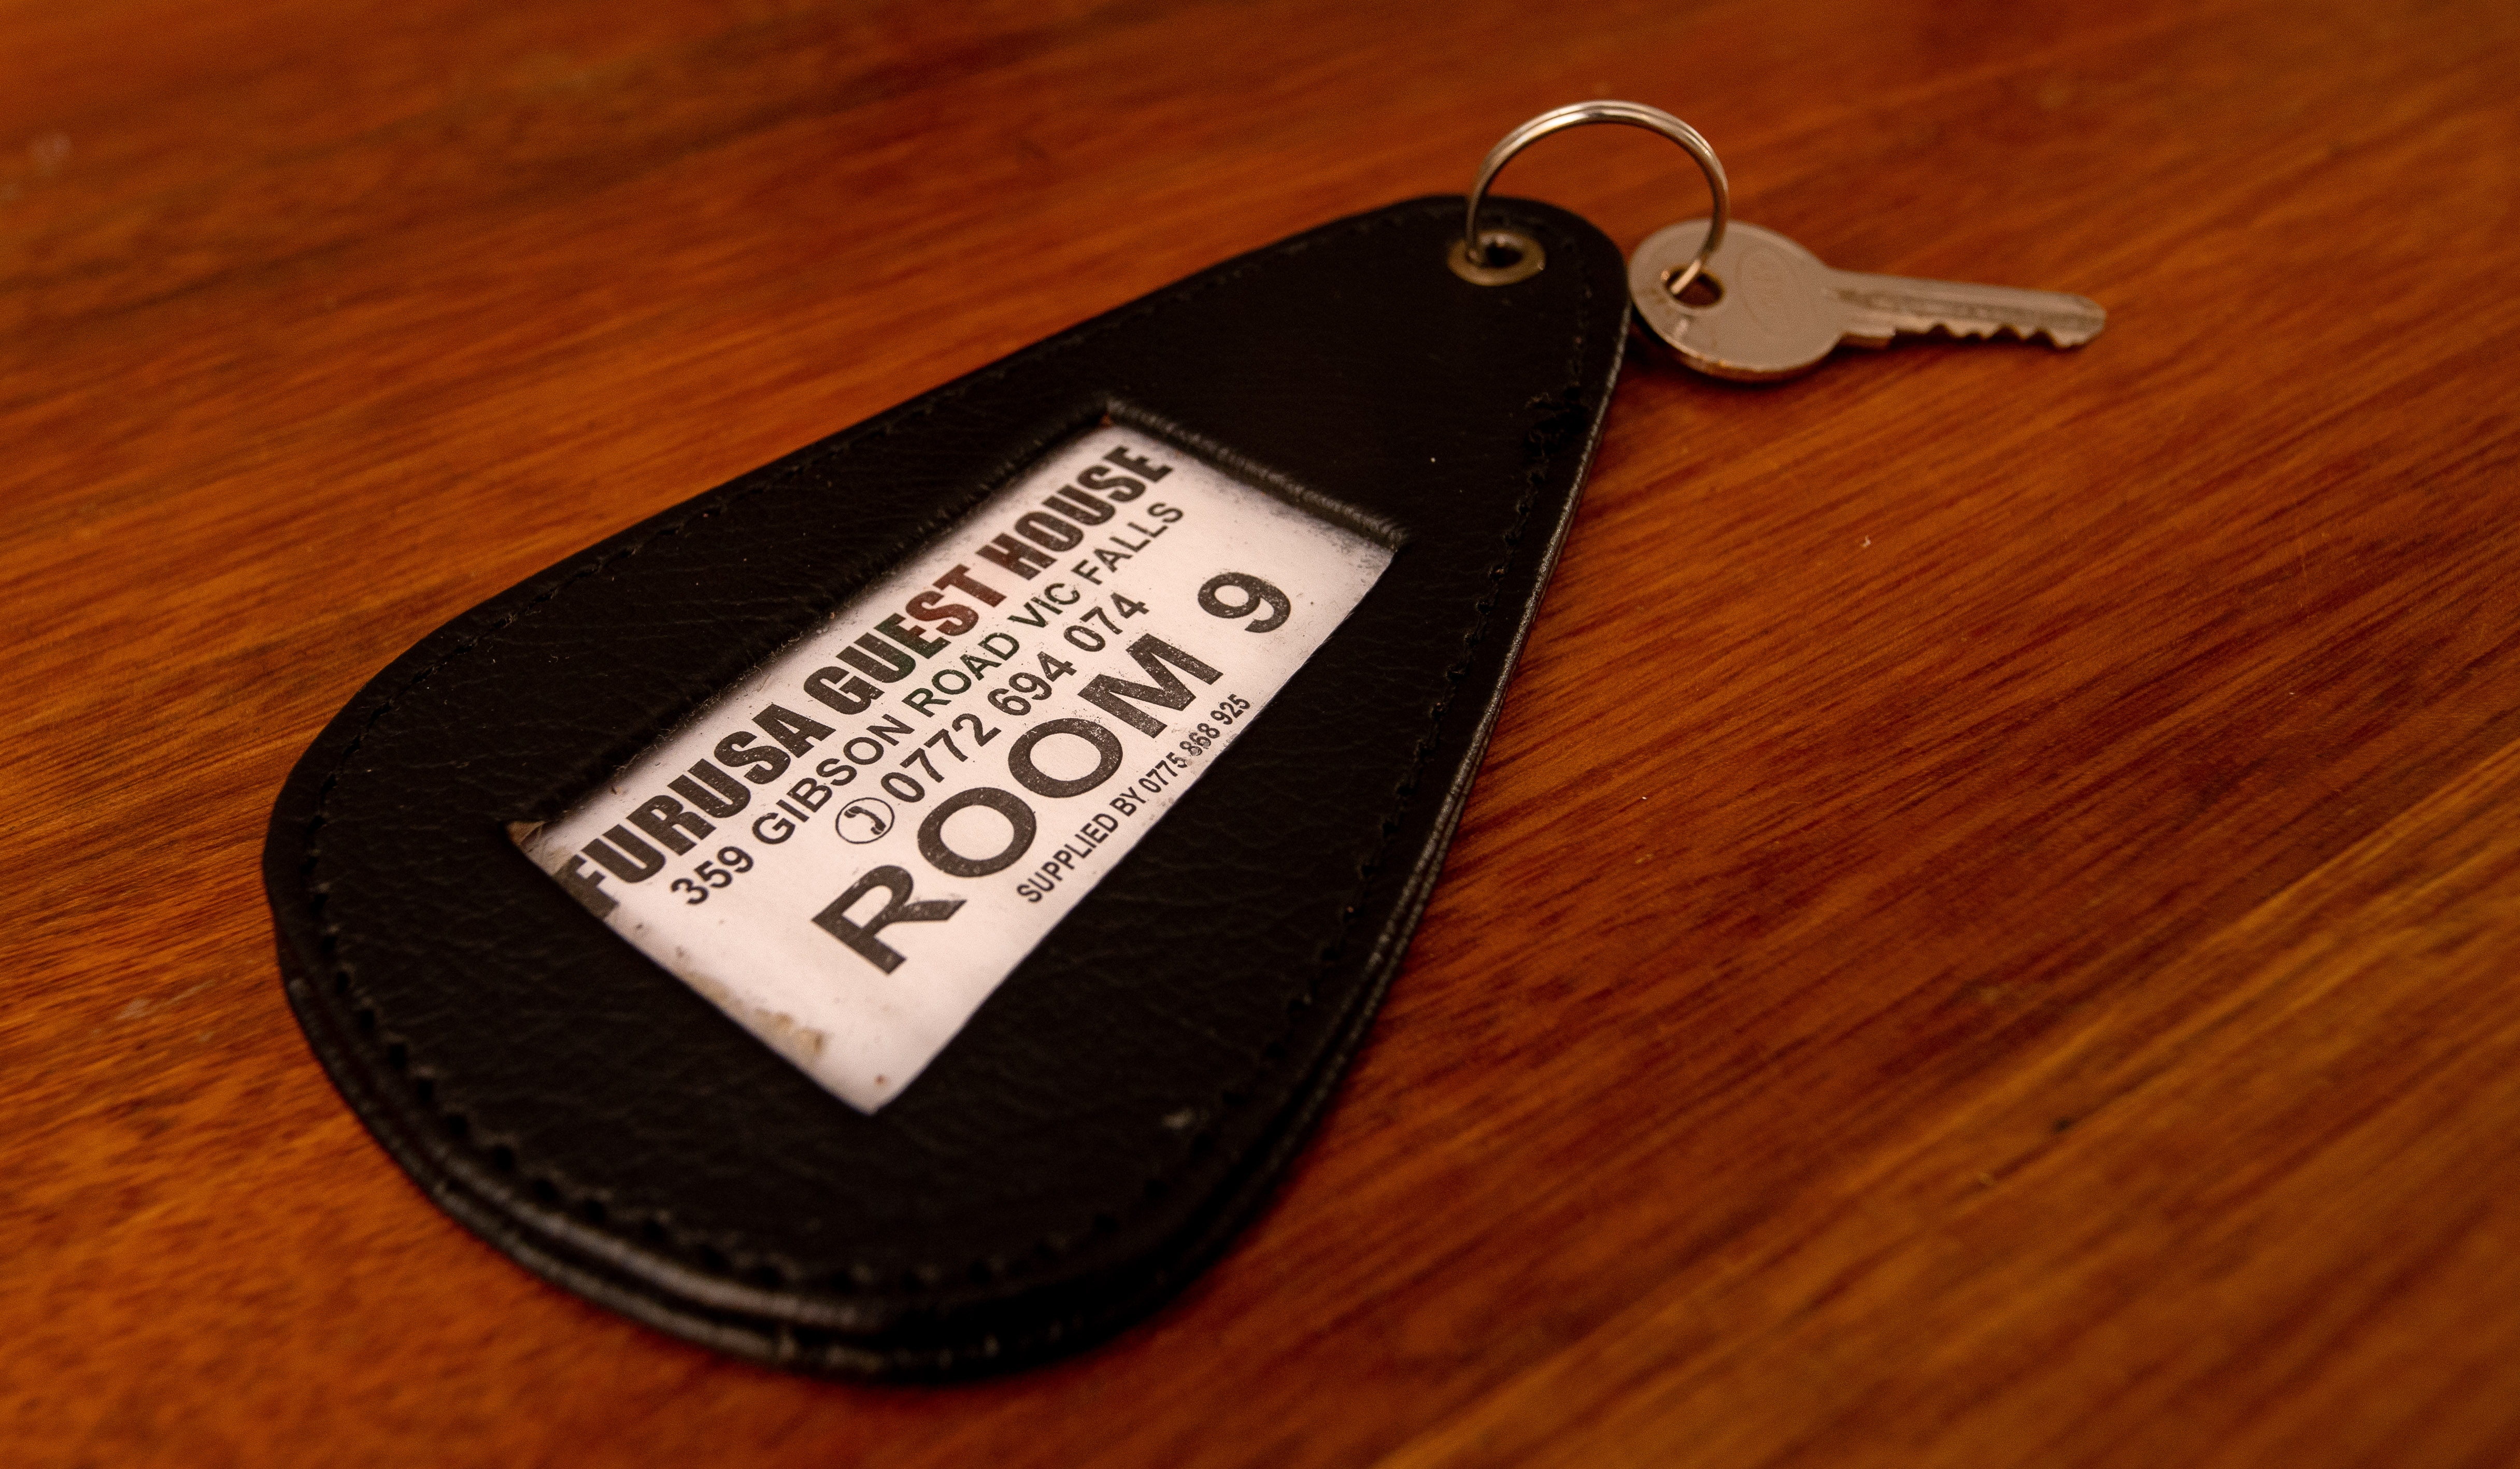 FURUSA GUEST HOUSE
359 GIBSON ROAD VIC FALLS
0772 694 074
ROOM 9
SUPPLIED BY 0775 868 925